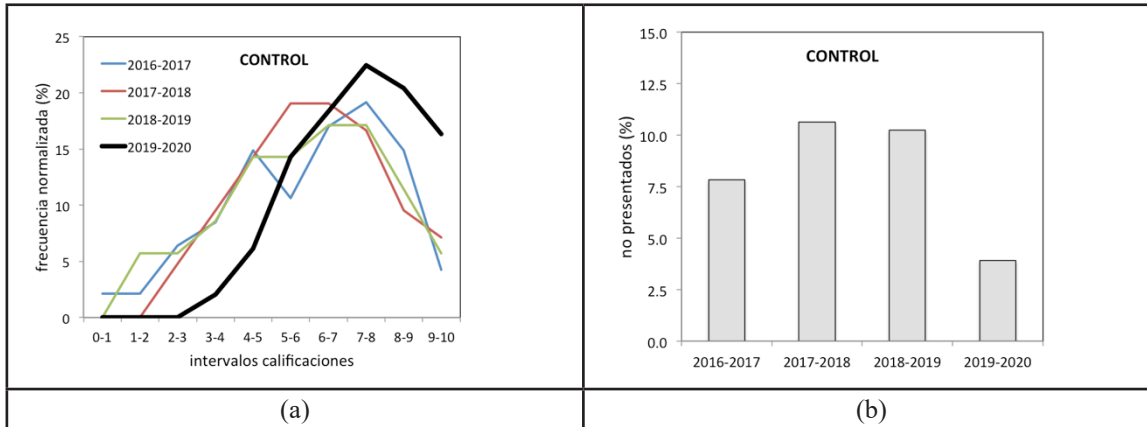 CONTROL
25
20
15
10
5
0
frecuencia normalizada (%)
2016-2017
2017-2018
2018-2019
2019-2020
0-1 1-2 2-3 3-4 4-5 5-6 6-7 7-8 8-9 9-10
intervalos calificaciones
(a)
CONTROL
15.0
12.5
10.0
7.5
5.0
2.5
0.0
no presentados (%)
2016-2017 2017-2018 2018-2019 2019-2020
(b)